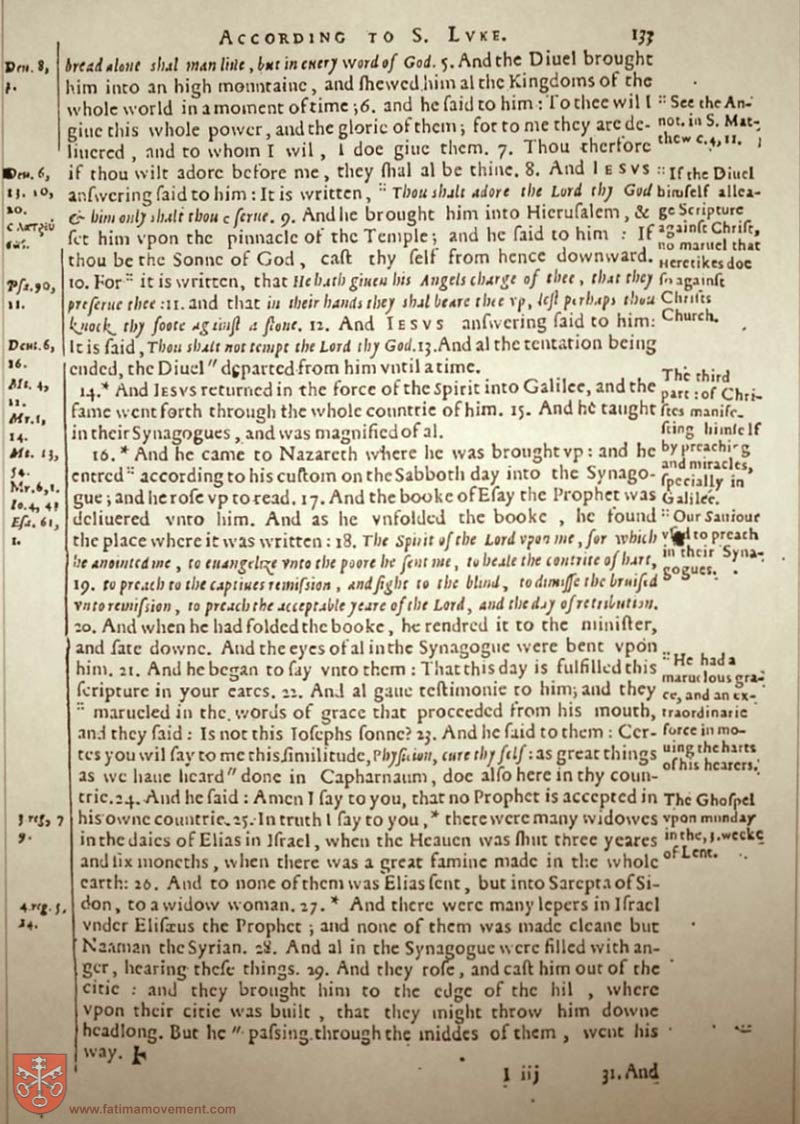 ACCORDING TO S. LVKE. 137
bread alone shal man liue, but in euery word of God. 5. And the Diuel brought
him into an high mountaine, and shewed him al the Kingdoms of the
whole world in a moment of time; 6. and he said to him: To thee wil I
giue this whole power, and the glorie of them; for to me they are de-
liuered, and to whom I wil, I doe giue them. 7. Thou therfore
if thou wilt adore before me, they shal al be thine. 8. And IESVS
answering said to him: It is written, :: Thou shalt adore the Lord thy God
& him only shalt thou c serue. 9. And he brought him into Hierusalem, &
set him vpon the pinnacle of the Temple; and he said to him : If
thou be the Sonne of God, cast thy self from hence downward.
10. For " it is written, that He hath giuen his Angels charge of thee, that they
preserue thee : 11. and that in their hands they shal beare thee vp, lest perhaps thou
knock thy foote against a stone. 12. And IESVS answering said to him:
It is said, Thou shalt not tempt the Lord thy God. 13. And al the tentation being
ended, the Diuel " departed from him vntil a time.
14. * And IESVS returned in the force of the Spirit into Galilee, and the
fame went forth through the whole countrie of him. 15. And he taught
in their Synagogues, and was magnified of al.
16. * And he came to Nazareth where he was brought vp: and he
entred :: according to his custom on the Sabboth day into the Synago-
gue; and he rose vp to read. 17. And the booke of Esay the Prophet was
deliuered vnto him. And as he vnfolded the booke, he found
the place where it was written: 18. The Spirit of the Lord vpon me, for which
he anointed me, to euangelize vnto the poore he sent me, to heale the contrite of hart,
19. to preach to the captiues remission, and sight to the blind, to dimisse the bruised
vnto remission, to preach the acceptable yeare of the Lord, and the day of retribution.
20. And when he had folded the booke, he rendred it to the minister,
and sate downe. And the eyes of al in the Synagogue were bent vpon
him. 21. And he began to say vnto them: That this day is fulfilled this
scripture in your eares. 22. And al gaue testimonie to him; and they
:: marueled in the words of grace that proceeded from his mouth,
and they said: Is not this Iosephs sonne? 23. And he said to them: Cer-
tes you wil say to me this similitude, Physicion, cure thy self: as great things
as we haue heard " done in Capharnaum, doe also here in thy coun-
trie. 24. And he said: Amen I say to you, that no Prophet is accepted in
his owne countrie. 25. In truth I say to you, * there were many widowes
in the daies of Elias in Israel, when the Heauen was shut three yeares
and six moneths, when there was a great famine made in the whole
earth: 26. And to none of them was Elias sent, but into Sarepta of Si-
don, to a widow woman. 27. * And there were many lepers in Israel
vnder Elisæus the Prophet; and none of them was made cleane but
Naaman the Syrian. 28. And al in the Synagogue were filled with an-
ger, hearing these things. 29. And they rose, and cast him out of the
citie : and they brought him to the edge of the hil, where
vpon their citie was built, that they might throw him downe
headlong. But he " passing through the middes of them, went his
way.
I iij 31. And
Deu. 8,
3.
Deu. 6,
13. 10,
20.
Psa. 90,
11.
Deut. 6,
16.
Mt. 4,
12.
Mr. 1,
14.
Mt. 13,
54.
Mr. 6, 1.
Io. 4, 43
Esa. 61,
1.
3 reg, 7
9.
4. reg. 5,
14.
:: See the An-
not. in S. Mat-
thew c. 4, 11.
:: If the Diuel
himself allea-
ge Scripture
against Christ,
no maruel that
Heretikes doe
so against
Christs
Church.
The third
part : of Chri-
stes manife-
sting himself
by preaching
and miracles,
specially in
Galilee.
:: Our Sauiour
vsed to preach
in their Syna-
gogues.
:: He had a
maruelous gra-
ce, and an ex-
traordinarie
force in mo-
uing the harts
of his hearers.
The Ghospel
vpon munday
in the, 3. weeke
of Lent.
www.fatimamovement.com